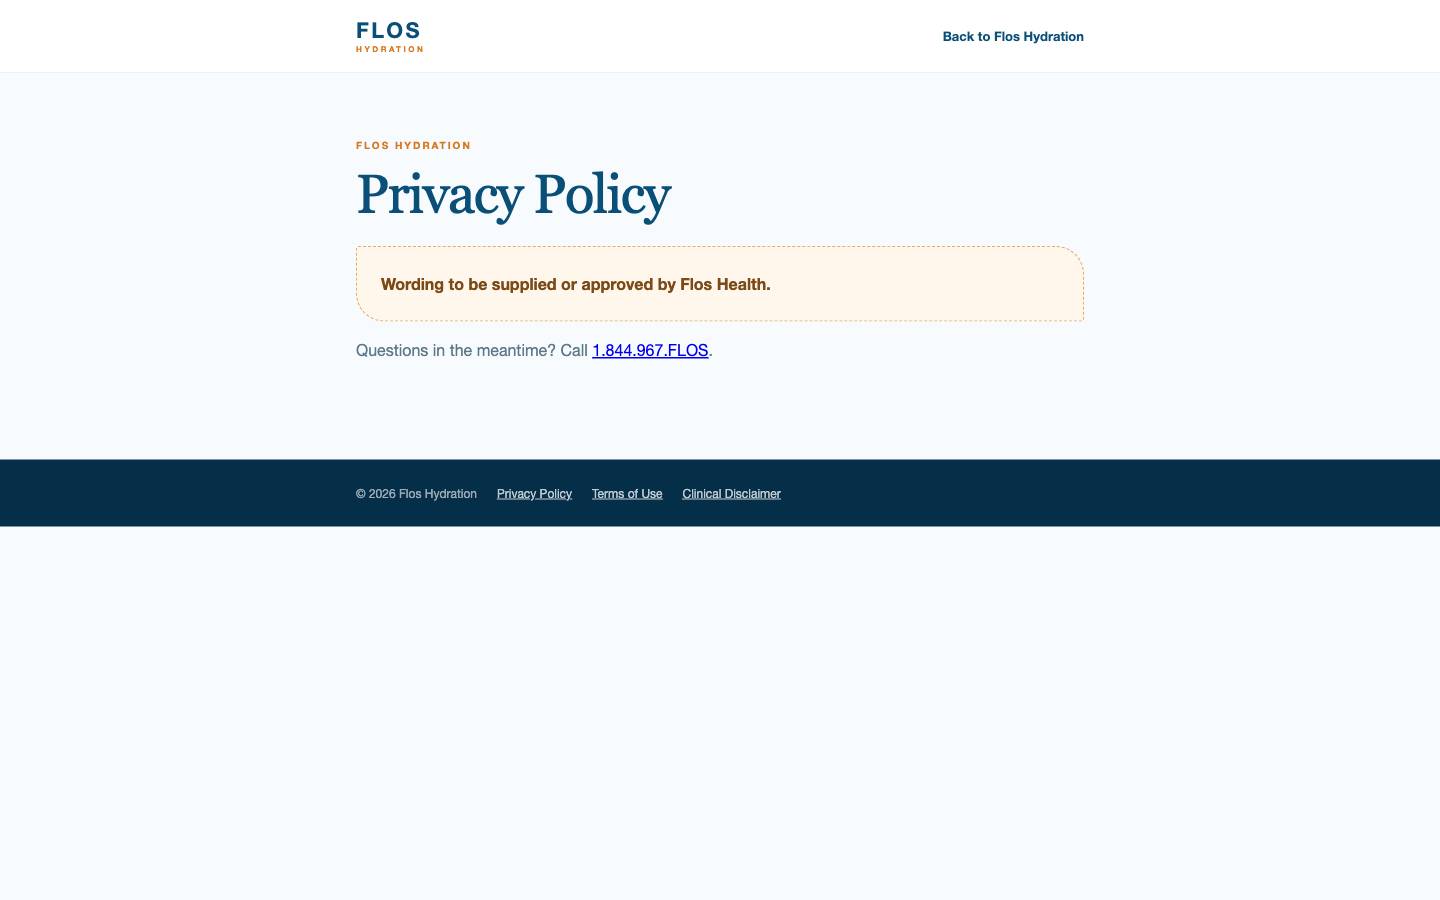 FLOS
HYDRATION
Back to Flos Hydration
FLOS HYDRATION
Privacy Policy
Wording to be supplied or approved by Flos Health.
Questions in the meantime? Call 1.844.967.FLOS.
© 2026 Flos Hydration Privacy Policy Terms of Use Clinical Disclaimer